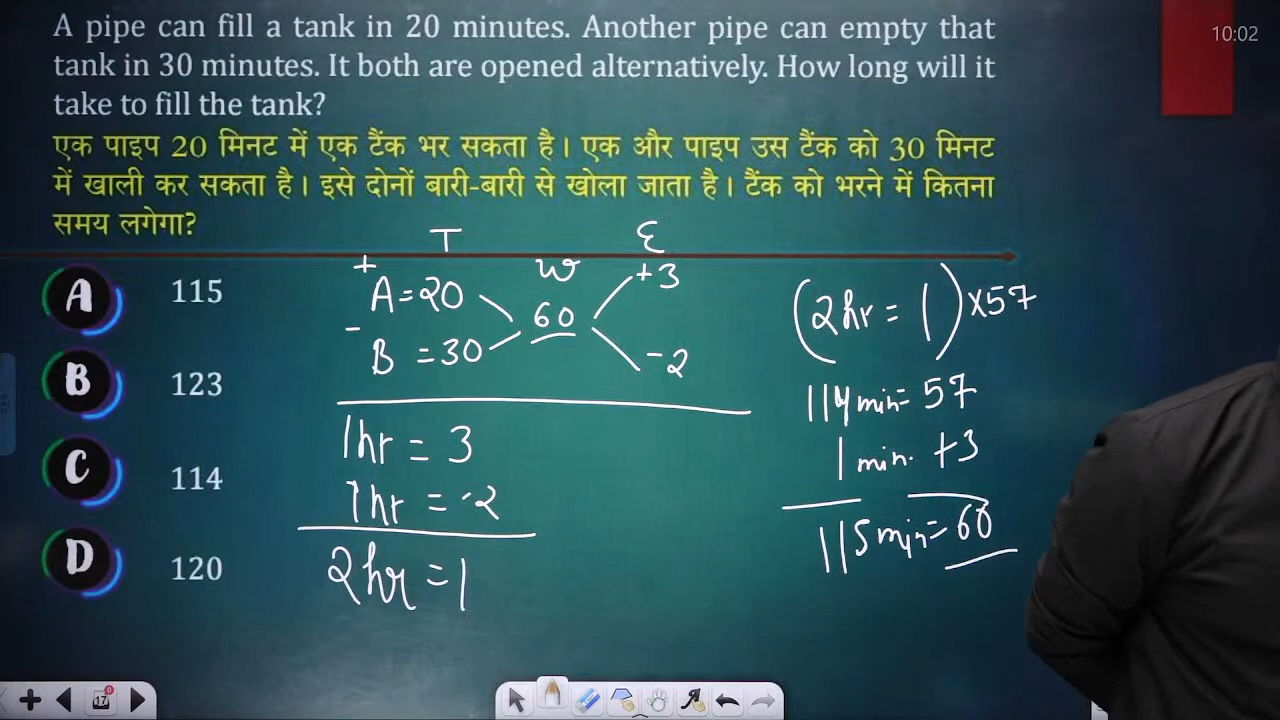 A pipe can fill a tank in 20 minutes. Another pipe can empty that
tank in 30 minutes. It both are opened alternatively. How long will it
take to fill the tank?
10:02
एक पाइप 20 मिनट में एक टैंक भर सकता है। एक और पाइप उस टैंक को 30 मिनट
में खाली कर सकता है। इसे दोनों बारी-बारी से खोला जाता है। टैंक को भरने में कितना
समय लगेगा?
A 115
B 123
C 114
D 120
T W E
+ A = 20 60 +3
- B = 30 -2
1hr = 3
1hr = -2
2hr = 1
(2hr = 1) x57
114 min = 57
1 min. +3
115 min = 60
17